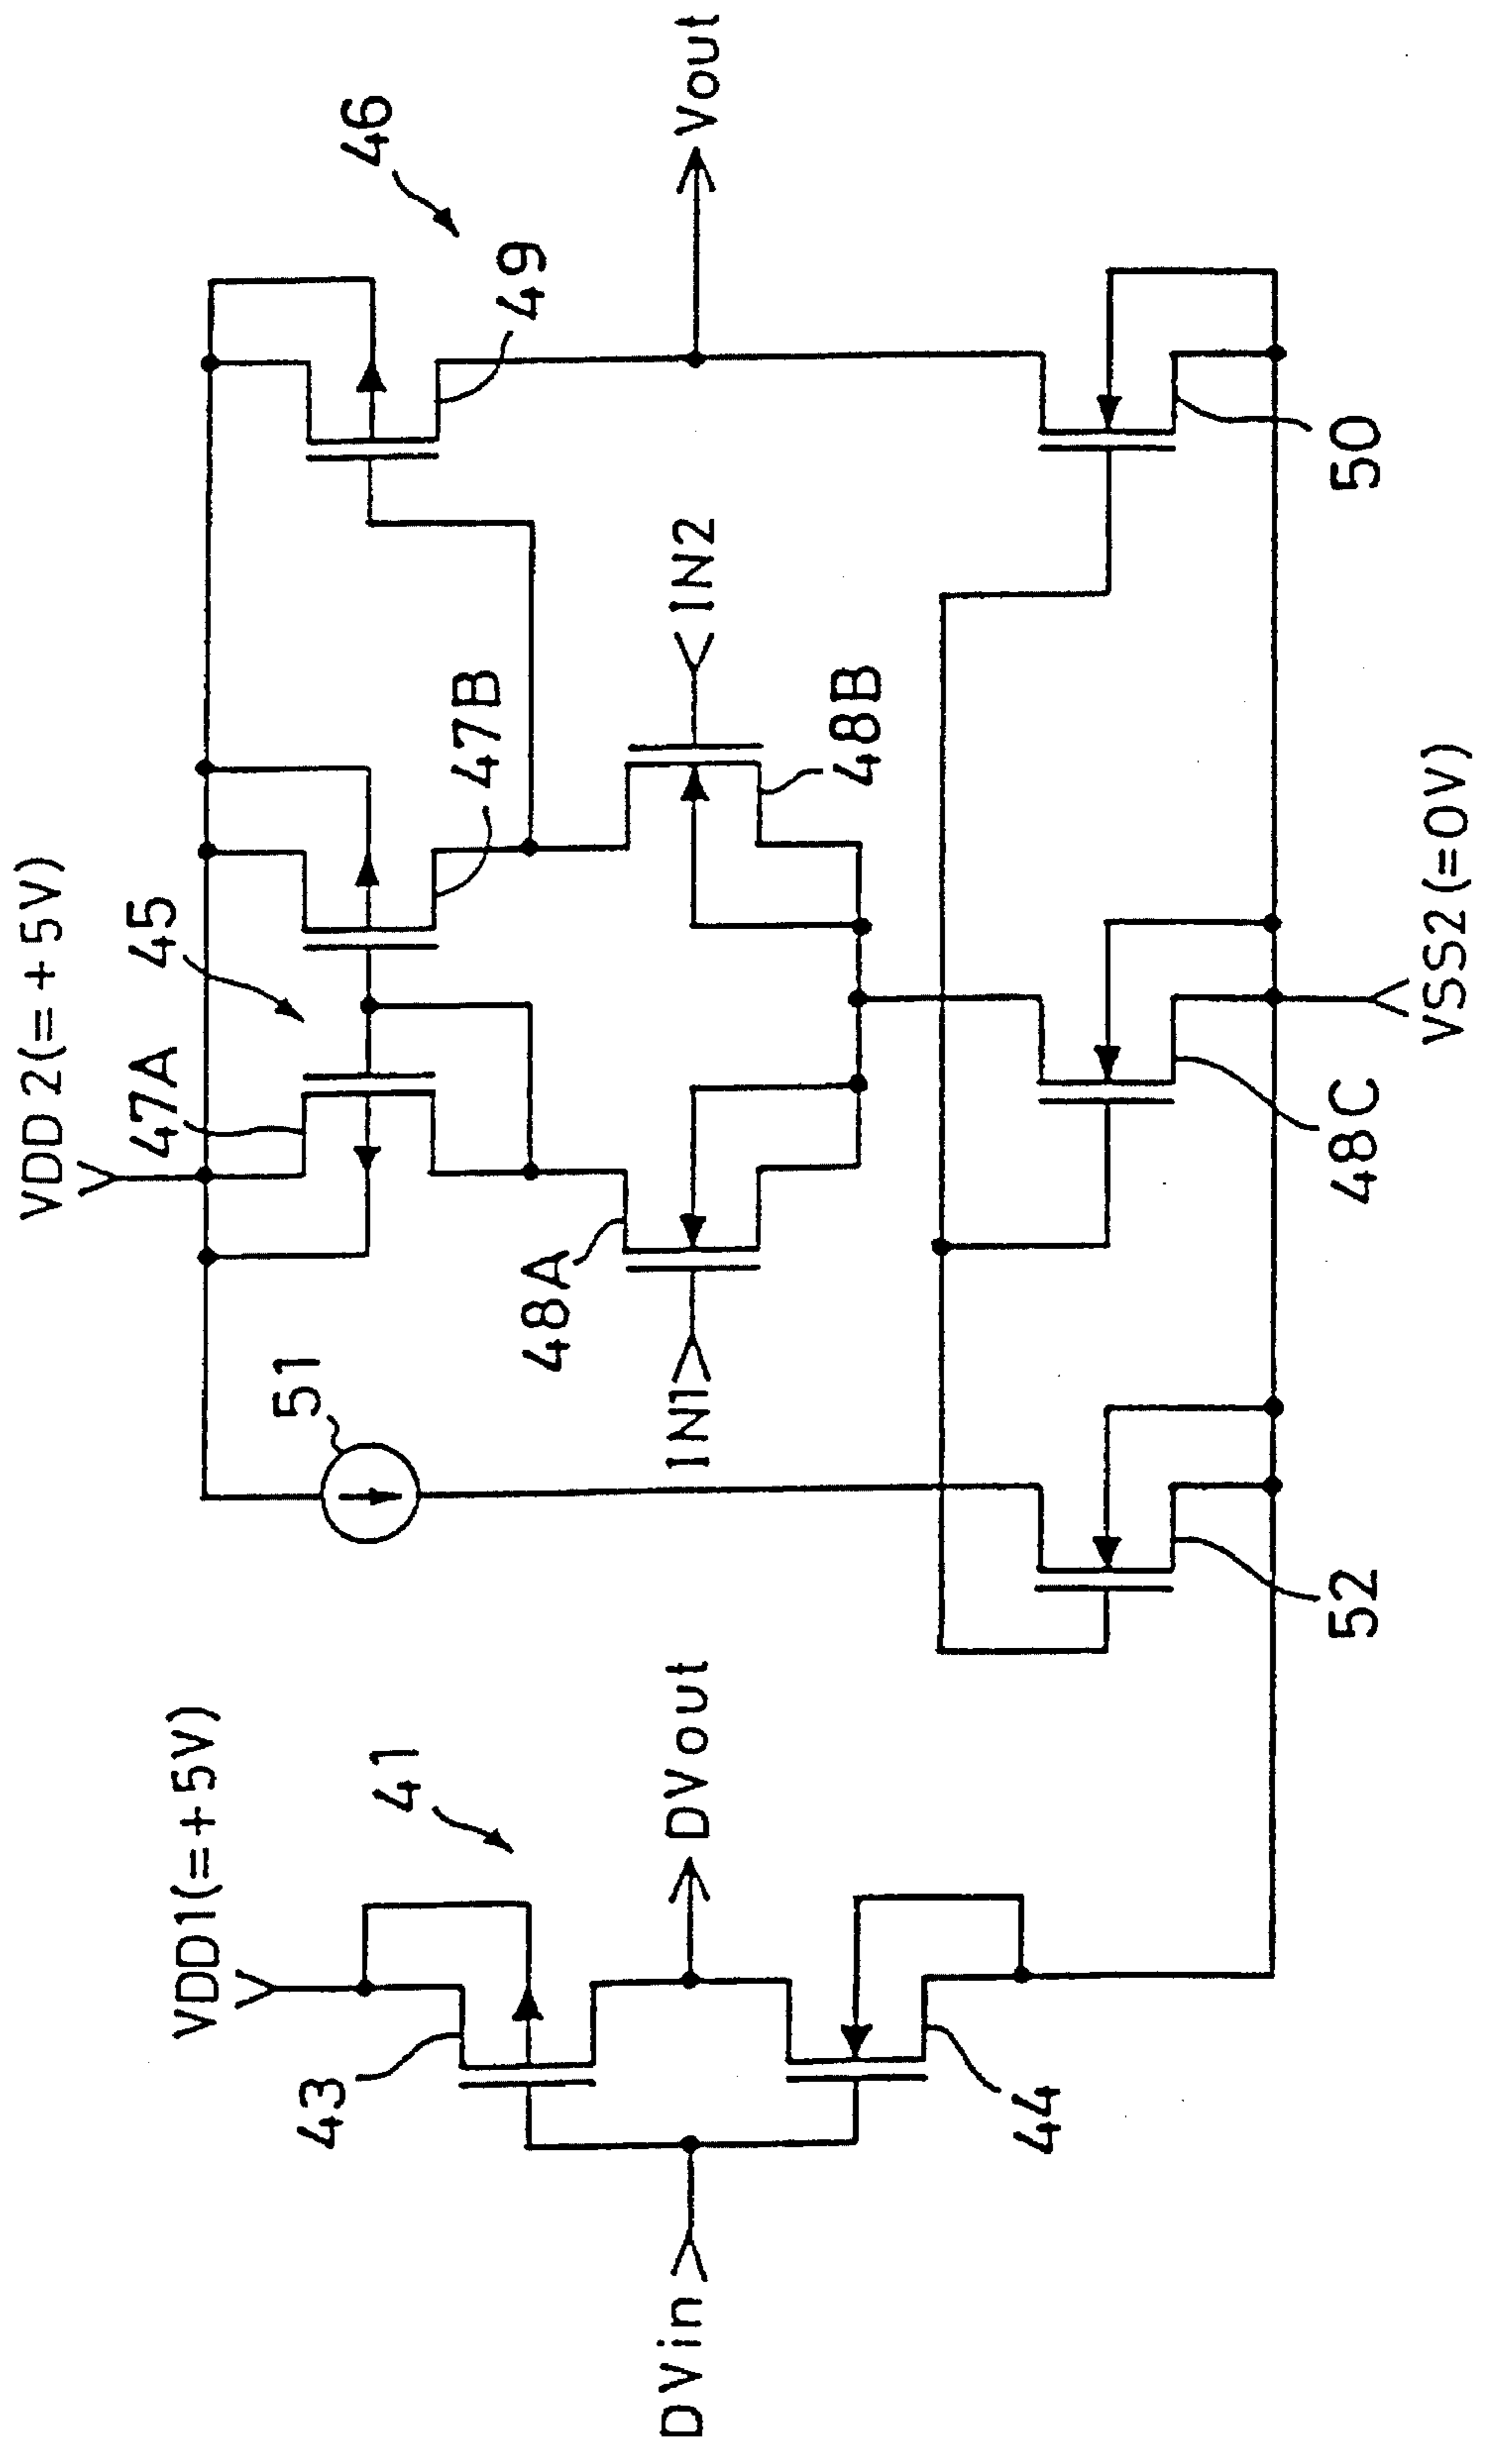 VDD2(=+5V)
VDD1(=+5V)
45
46
47A
47B
49
51
41
43
48A
48B
IN1
IN2
Vout
DVin
DVout
44
52
48C
50
VSS2(=0V)